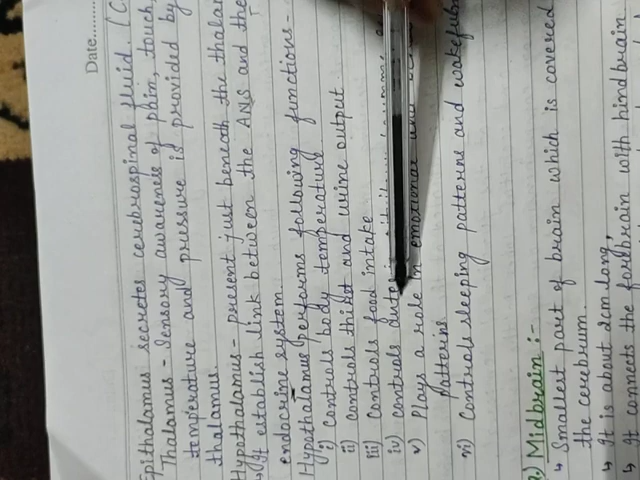 Date......
Epithalamus secretes cerebrospinal fluid. (C
Thalamus - Sensory awareness of pain, touch,
temperature and pressure is provided by
thalamus.
Hypothalamus - present just beneath the thalam
↳ It establish link between the ANS and the
endocrine system.
Hypothalamus performs following functions -
i) Controls body temperature
ii) Controls thirst and urine output
iii) Controls food intake
iv) Controls
v) Plays a role in emotional and
Patterns
vi) Controls sleeping patterns and wakefuln
2) Midbrain :-
↳ Smallest part of brain which is covered
the cerebrum.
↳ It is about 2cm long,
↳ It connects the forebrain with hindbrain